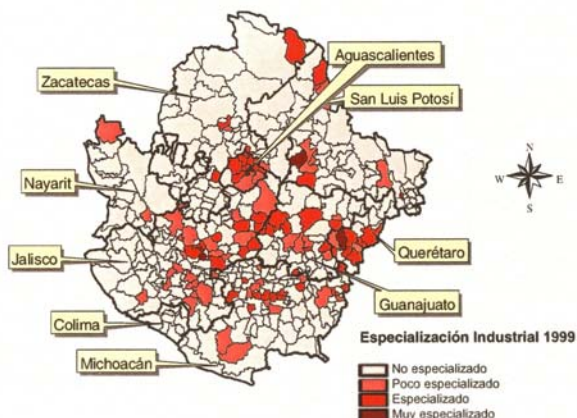 Aguascalientes
Zacatecas
San Luis Potosí
Nayarit
W
N
E
S
Jalisco
Querétaro
Guanajuato
Colima
Michoacán
Especialización Industrial 1999
No especializado
Poco especializado
Especializado
Muy especializado